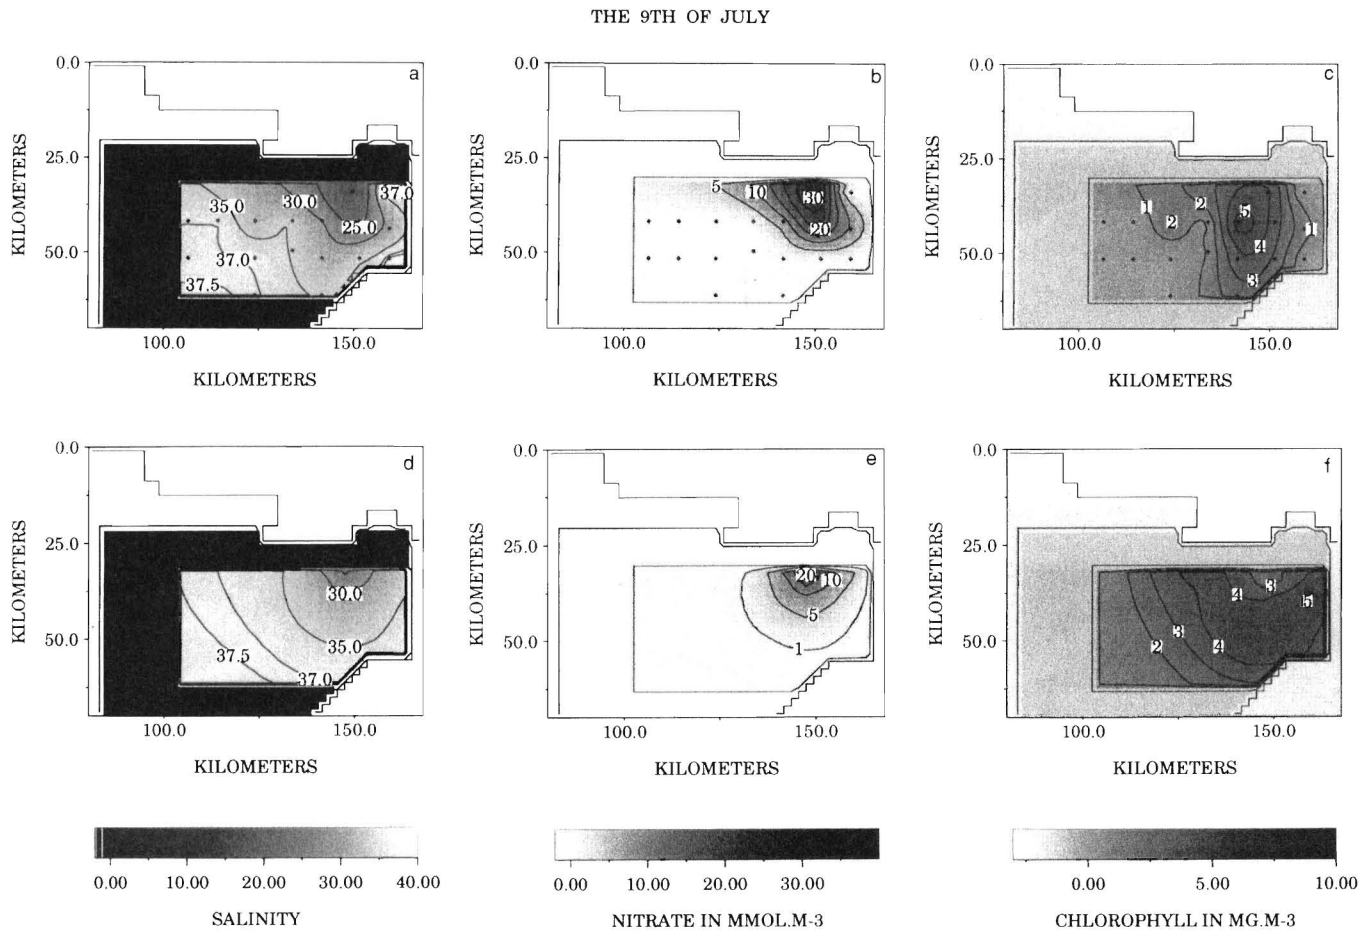 THE 9TH OF JULY
0.0
25.0
50.0
KILOMETERS
a
37.0
35.0
30.0
25.0
37.0
37.5
100.0 150.0
KILOMETERS
0.0
25.0
50.0
KILOMETERS
b
5 10 30
20
100.0 150.0
KILOMETERS
0.0
25.0
50.0
KILOMETERS
c
1 2 2 5 1
4
3
100.0 150.0
KILOMETERS
0.0
25.0
50.0
KILOMETERS
d
30.0
35.0
37.5
37.0
100.0 150.0
KILOMETERS
0.0
25.0
50.0
KILOMETERS
e
20 10
5
1
100.0 150.0
KILOMETERS
0.0
25.0
50.0
KILOMETERS
f
3
4 5
3
2 4
100.0 150.0
KILOMETERS
0.00 10.00 20.00 30.00 40.00
SALINITY
0.00 10.00 20.00 30.00
NITRATE IN MMOL.M-3
0.00 5.00 10.00
CHLOROPHYLL IN MG.M-3